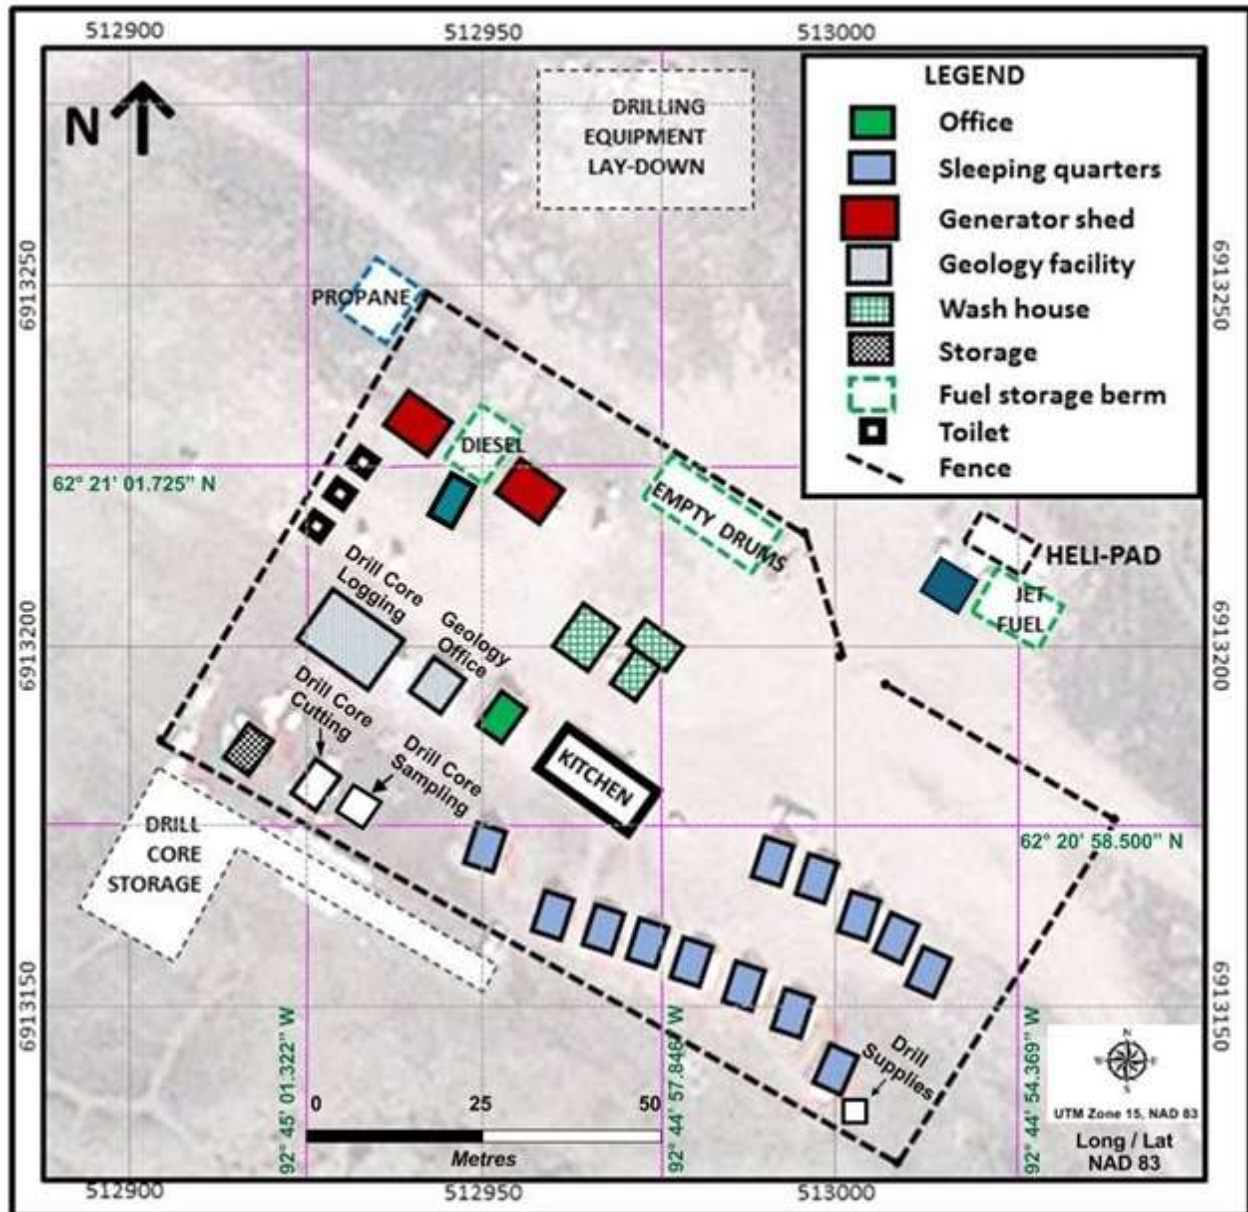 512900
512950
513000
N
DRILLING
EQUIPMENT
LAY-DOWN
LEGEND
Office
Sleeping quarters
Generator shed
Geology facility
Wash house
Storage
Fuel storage berm
Toilet
Fence
6913250
6913250
PROPANE
DIESEL
62° 21' 01.725" N
EMPTY DRUMS
HELI-PAD
JET
FUEL
Drill Core
Logging
Geology
Office
6913200
6913200
Drill Core
Cutting
Drill Core
Sampling
KITCHEN
DRILL
CORE
STORAGE
62° 20' 58.500" N
6913150
6913150
92° 45' 01.322" W
92° 44' 57.846" W
92° 44' 54.369" W
Drill
Supplies
0
25
50
Metres
N
W
E
S
UTM Zone 15, NAD 83
Long / Lat
NAD 83
512900
512950
513000